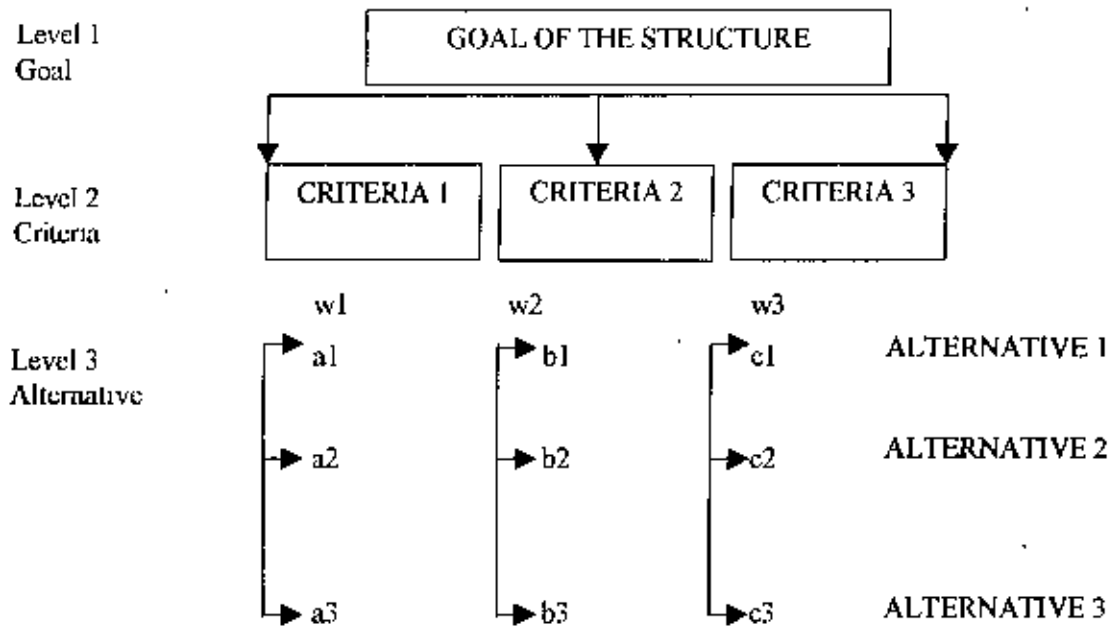 Level 1
Goal
GOAL OF THE STRUCTURE
Level 2
Criteria
CRITERIA 1
CRITERIA 2
CRITERIA 3
w1 w2 w3
Level 3
Alternative
a1 b1 c1 ALTERNATIVE 1
a2 b2 c2 ALTERNATIVE 2
a3 b3 c3 ALTERNATIVE 3